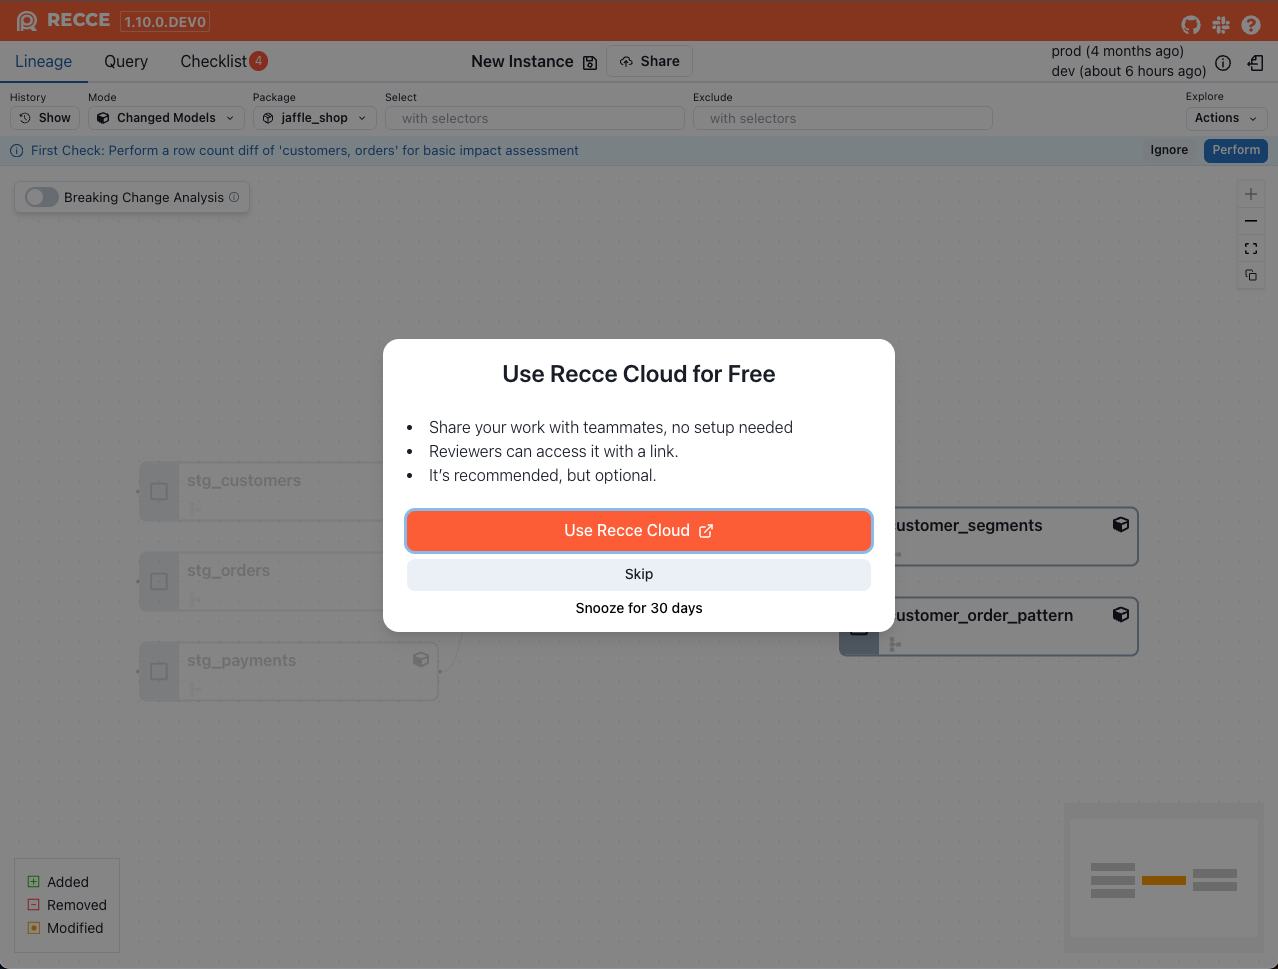 RECCE 1.10.0.DEV0
Lineage Query Checklist 4 New Instance Share prod (4 months ago)
dev (about 6 hours ago)
History Mode Package Select Exclude Explore
Show Changed Models jaffle_shop with selectors with selectors Actions
First Check: Perform a row count diff of 'customers, orders' for basic impact assessment Ignore Perform
Breaking Change Analysis
Use Recce Cloud for Free
Share your work with teammates, no setup needed
Reviewers can access it with a link.
It’s recommended, but optional.
Use Recce Cloud
Skip
Snooze for 30 days
stg_customers
stg_orders
stg_payments
ustomer_segments
ustomer_order_pattern
Added
Removed
Modified